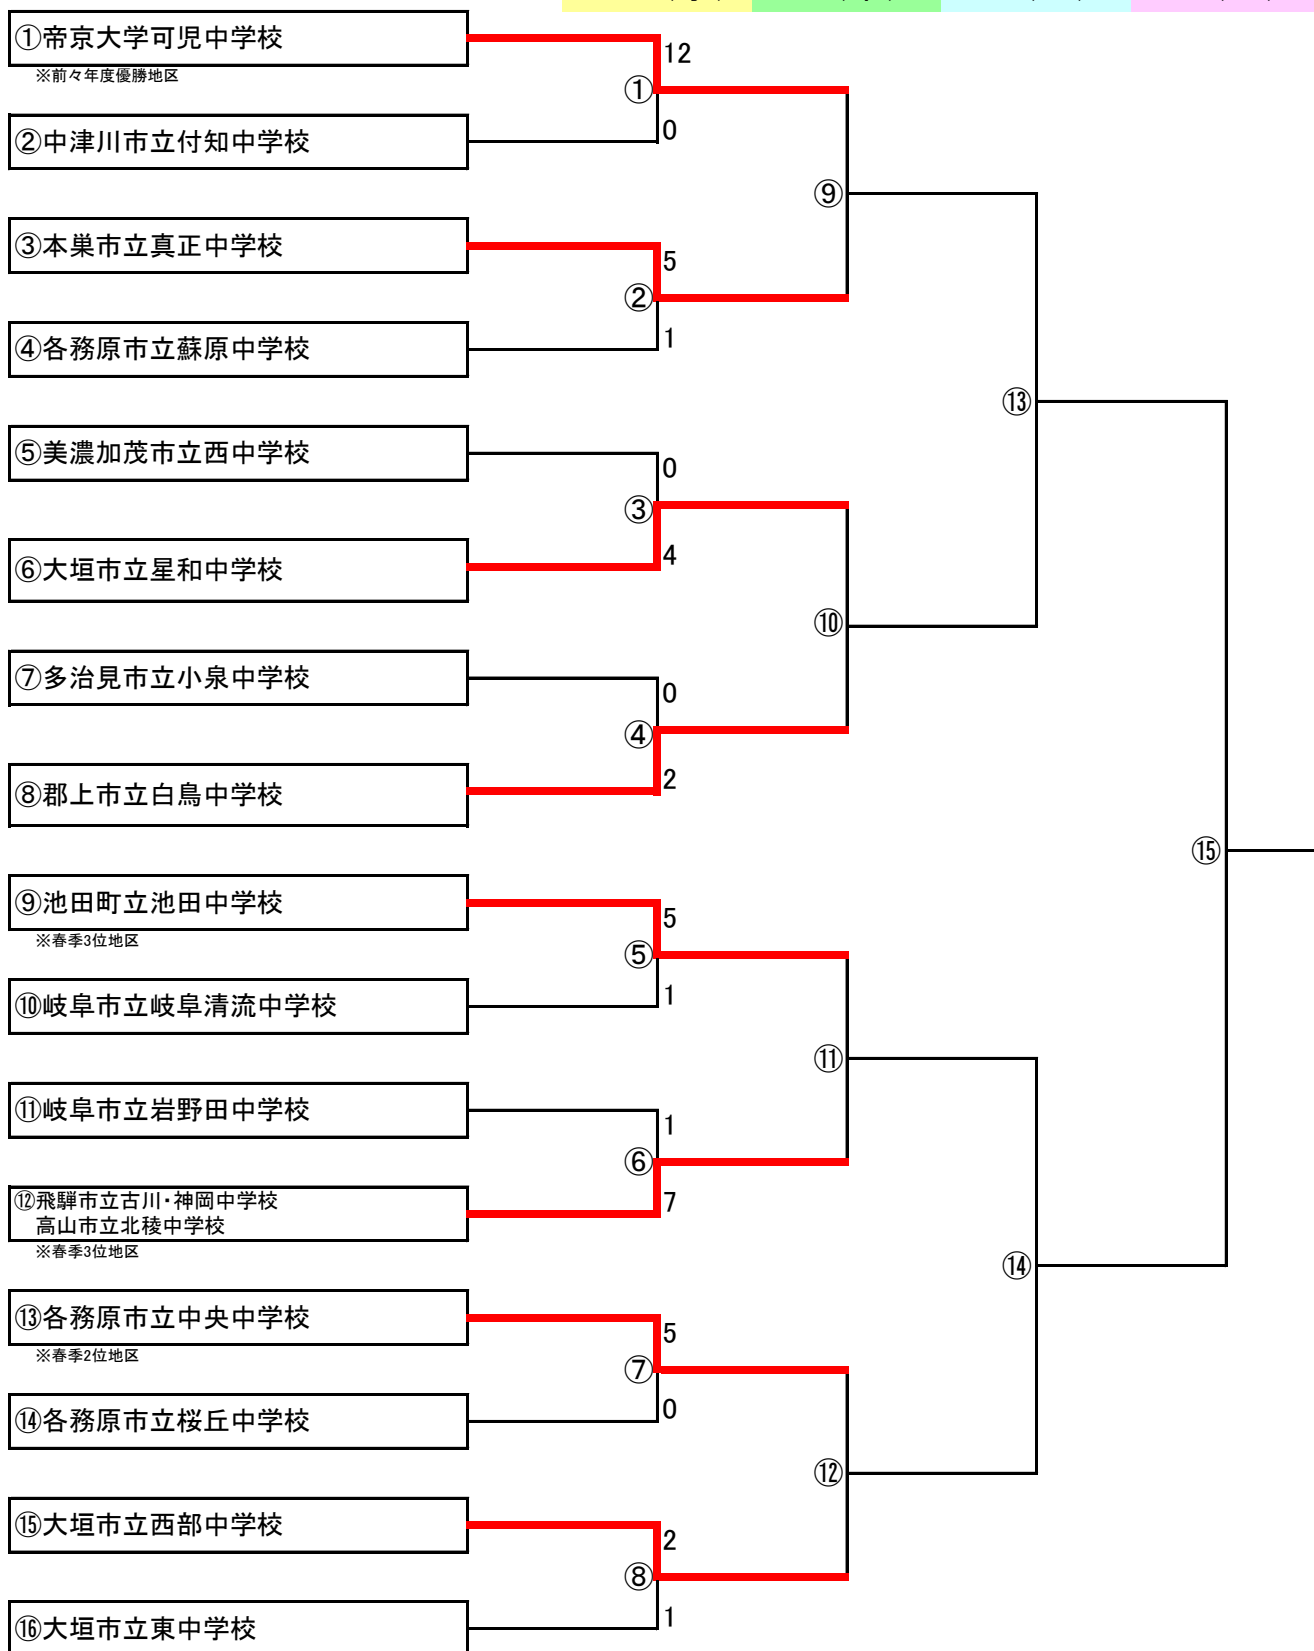 ①帝京大学可児中学校
※前々年度優勝地区
12
①
0
②中津川市立付知中学校
⑨
③本巣市立真正中学校
5
②
1
④各務原市立蘇原中学校
⑬
⑤美濃加茂市立西中学校
0
③
4
⑥大垣市立星和中学校
⑩
⑦多治見市立小泉中学校
0
④
2
⑧郡上市立白鳥中学校
⑮
⑨池田町立池田中学校
※春季3位地区
5
⑤
1
⑩岐阜市立岐阜清流中学校
⑪
⑪岐阜市立岩野田中学校
1
⑥
7
⑫飛騨市立古川・神岡中学校
高山市立北稜中学校
※春季3位地区
⑭
⑬各務原市立中央中学校
※春季2位地区
5
⑦
0
⑭各務原市立桜丘中学校
⑫
⑮大垣市立西部中学校
2
⑧
1
⑯大垣市立東中学校